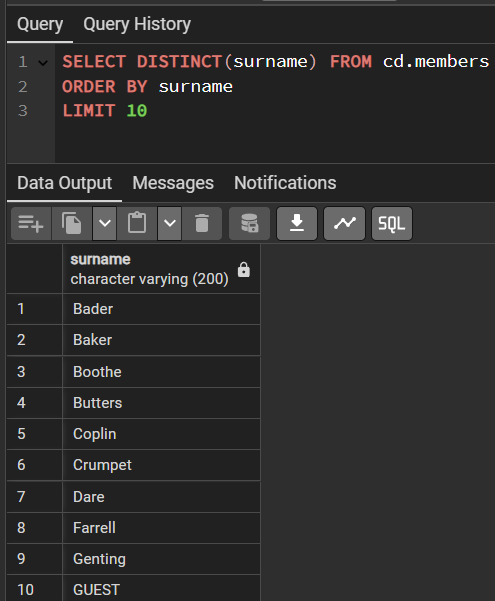 Query Query History
1 SELECT DISTINCT(surname) FROM cd.members
2 ORDER BY surname
3 LIMIT 10
Data Output Messages Notifications
SQL
surname
character varying (200)
1 Bader
2 Baker
3 Boothe
4 Butters
5 Coplin
6 Crumpet
7 Dare
8 Farrell
9 Genting
10 GUEST